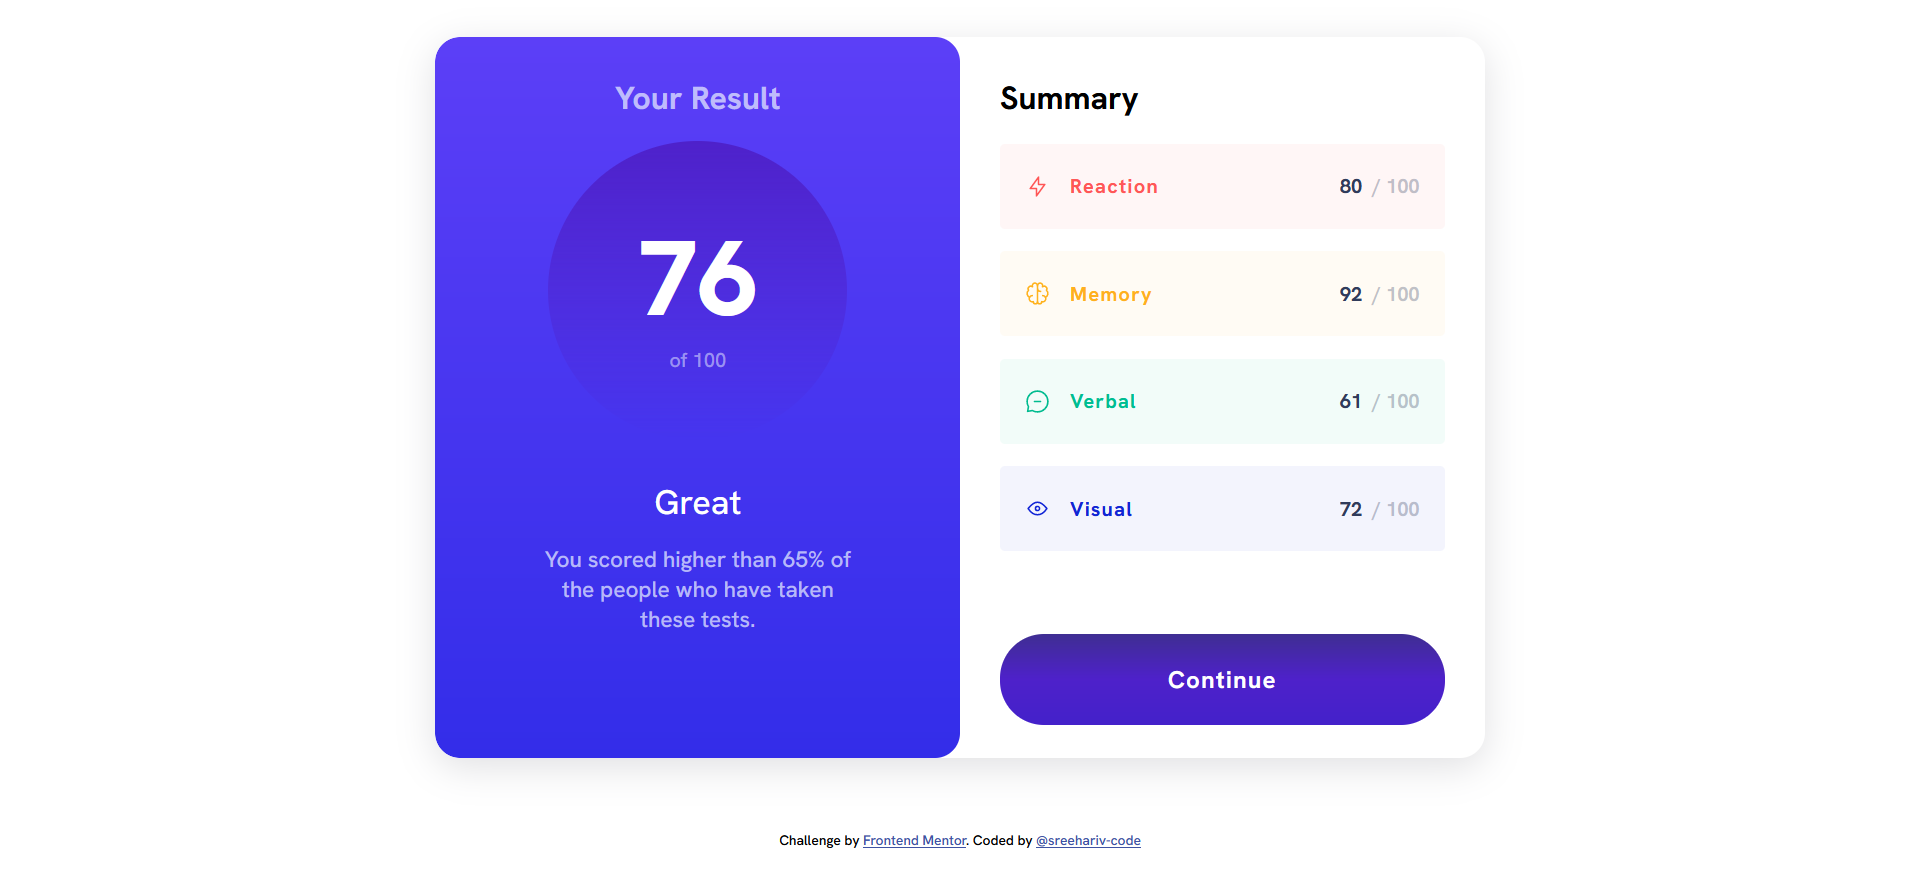 Your Result
76
of 100
Great
You scored higher than 65% of
the people who have taken
these tests.
Summary
Reaction 80 / 100
Memory 92 / 100
Verbal 61 / 100
Visual 72 / 100
Continue
Challenge by Frontend Mentor. Coded by @sreehariv-code